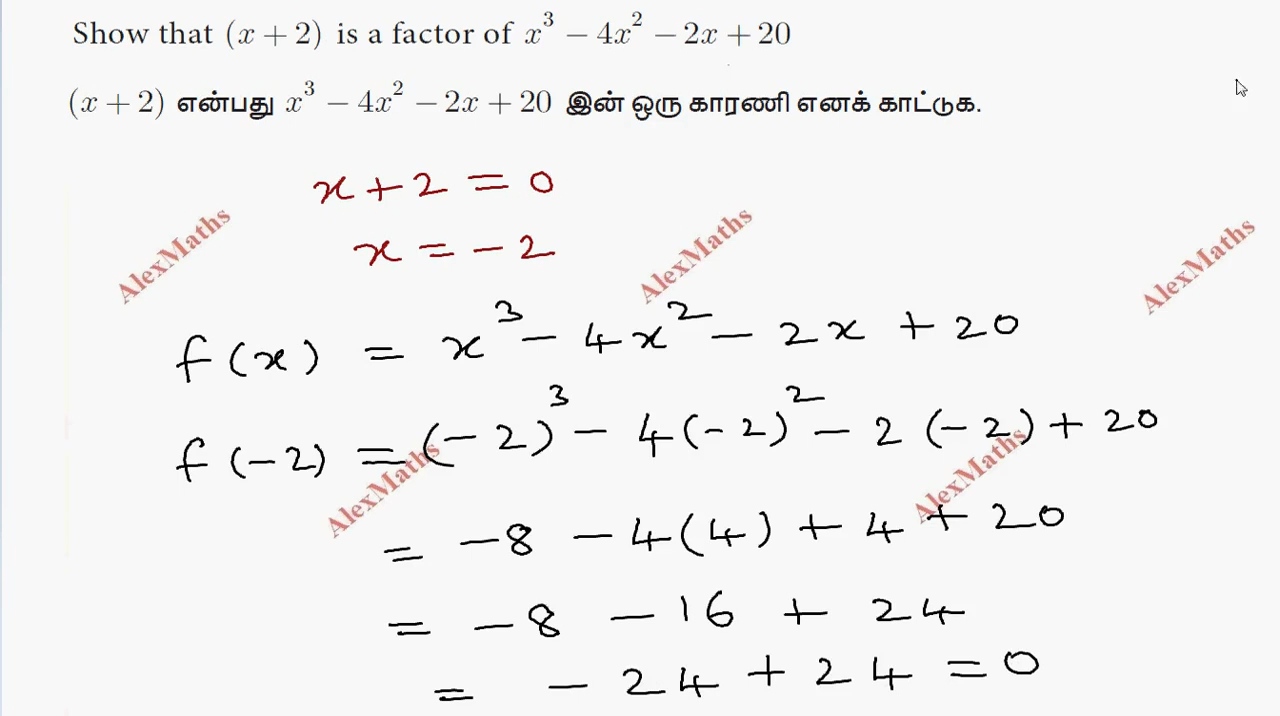 Show that (x + 2) is a factor of x³ − 4x² − 2x + 20
(x + 2) என்பது x³ − 4x² − 2x + 20 இன் ஒரு காரணி எனக் காட்டுக.
x + 2 = 0
x = − 2
AlexMaths AlexMaths AlexMaths
f(x) = x³ − 4x² − 2x + 20
f(−2) = (−2)³ − 4(−2)² − 2(−2) + 20
AlexMaths AlexMaths
= −8 − 4(4) + 4 + 20
= −8 − 16 + 24
= − 24 + 24 = 0